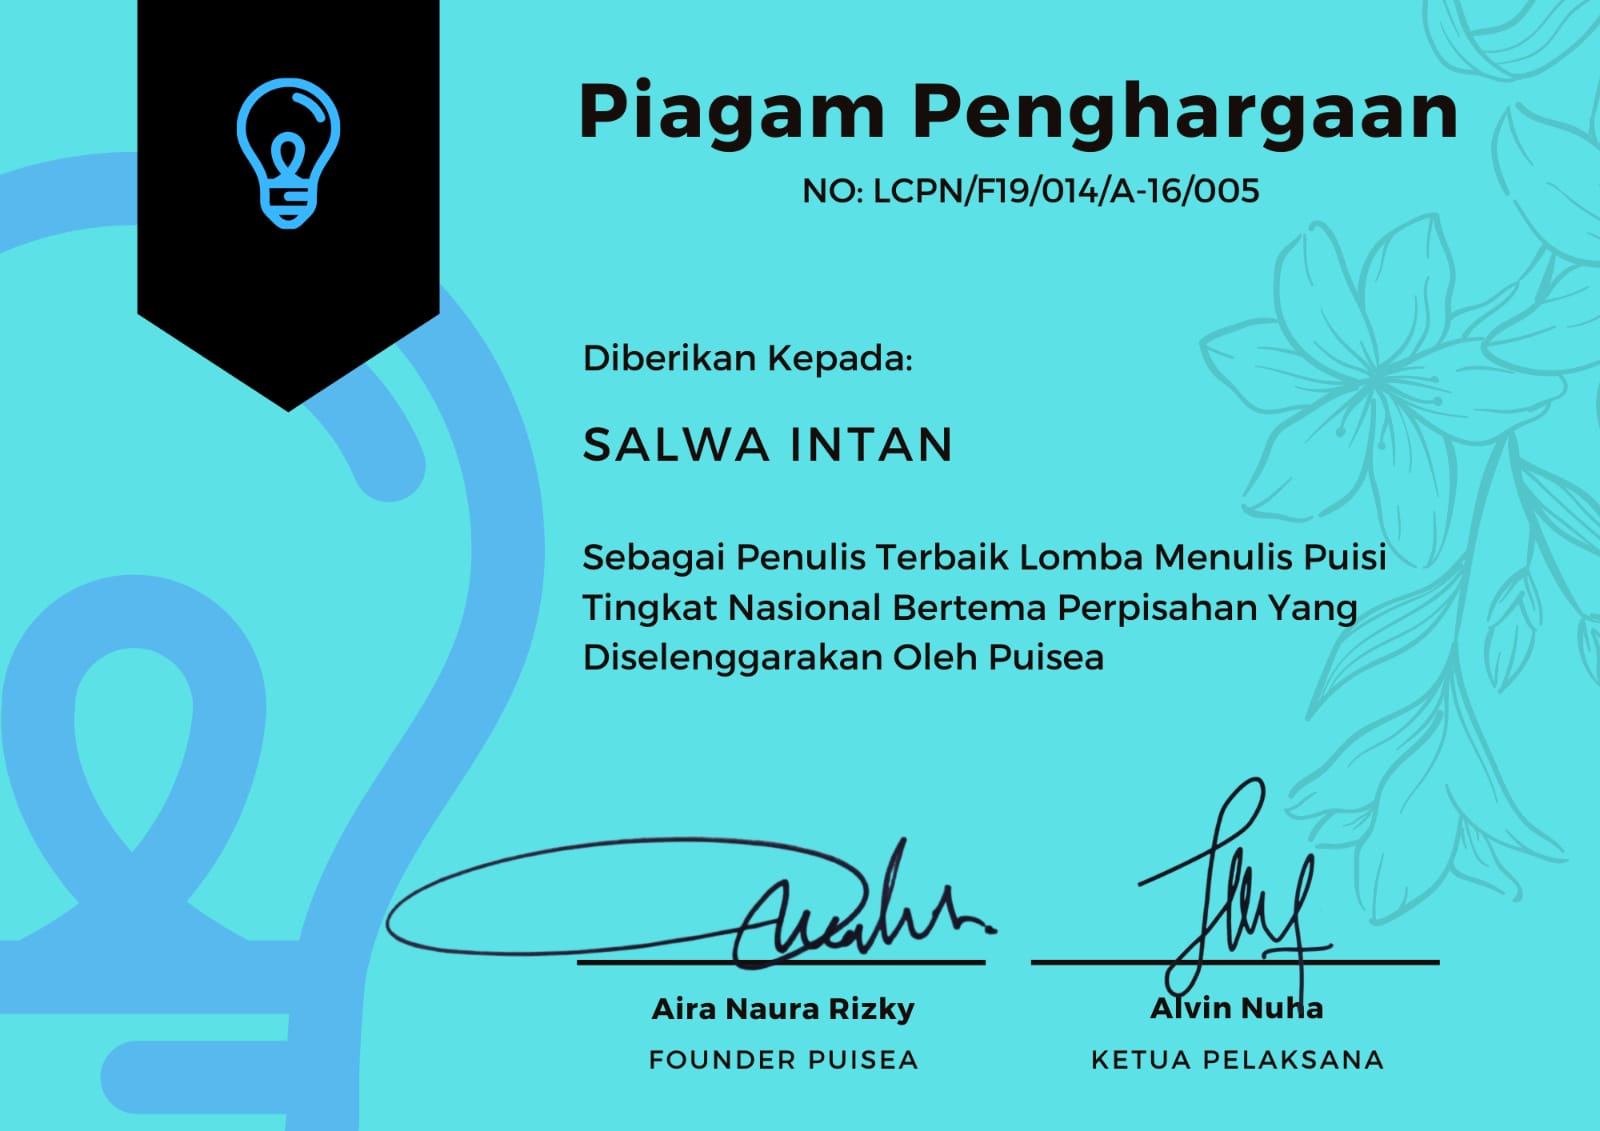 Piagam Penghargaan
NO: LCPN/F19/014/A-16/005
Diberikan Kepada:
SALWA INTAN
Sebagai Penulis Terbaik Lomba Menulis Puisi
Tingkat Nasional Bertema Perpisahan Yang
Diselenggarakan Oleh Puisea
Aira Naura Rizky
FOUNDER PUISEA
Alvin Nuha
KETUA PELAKSANA